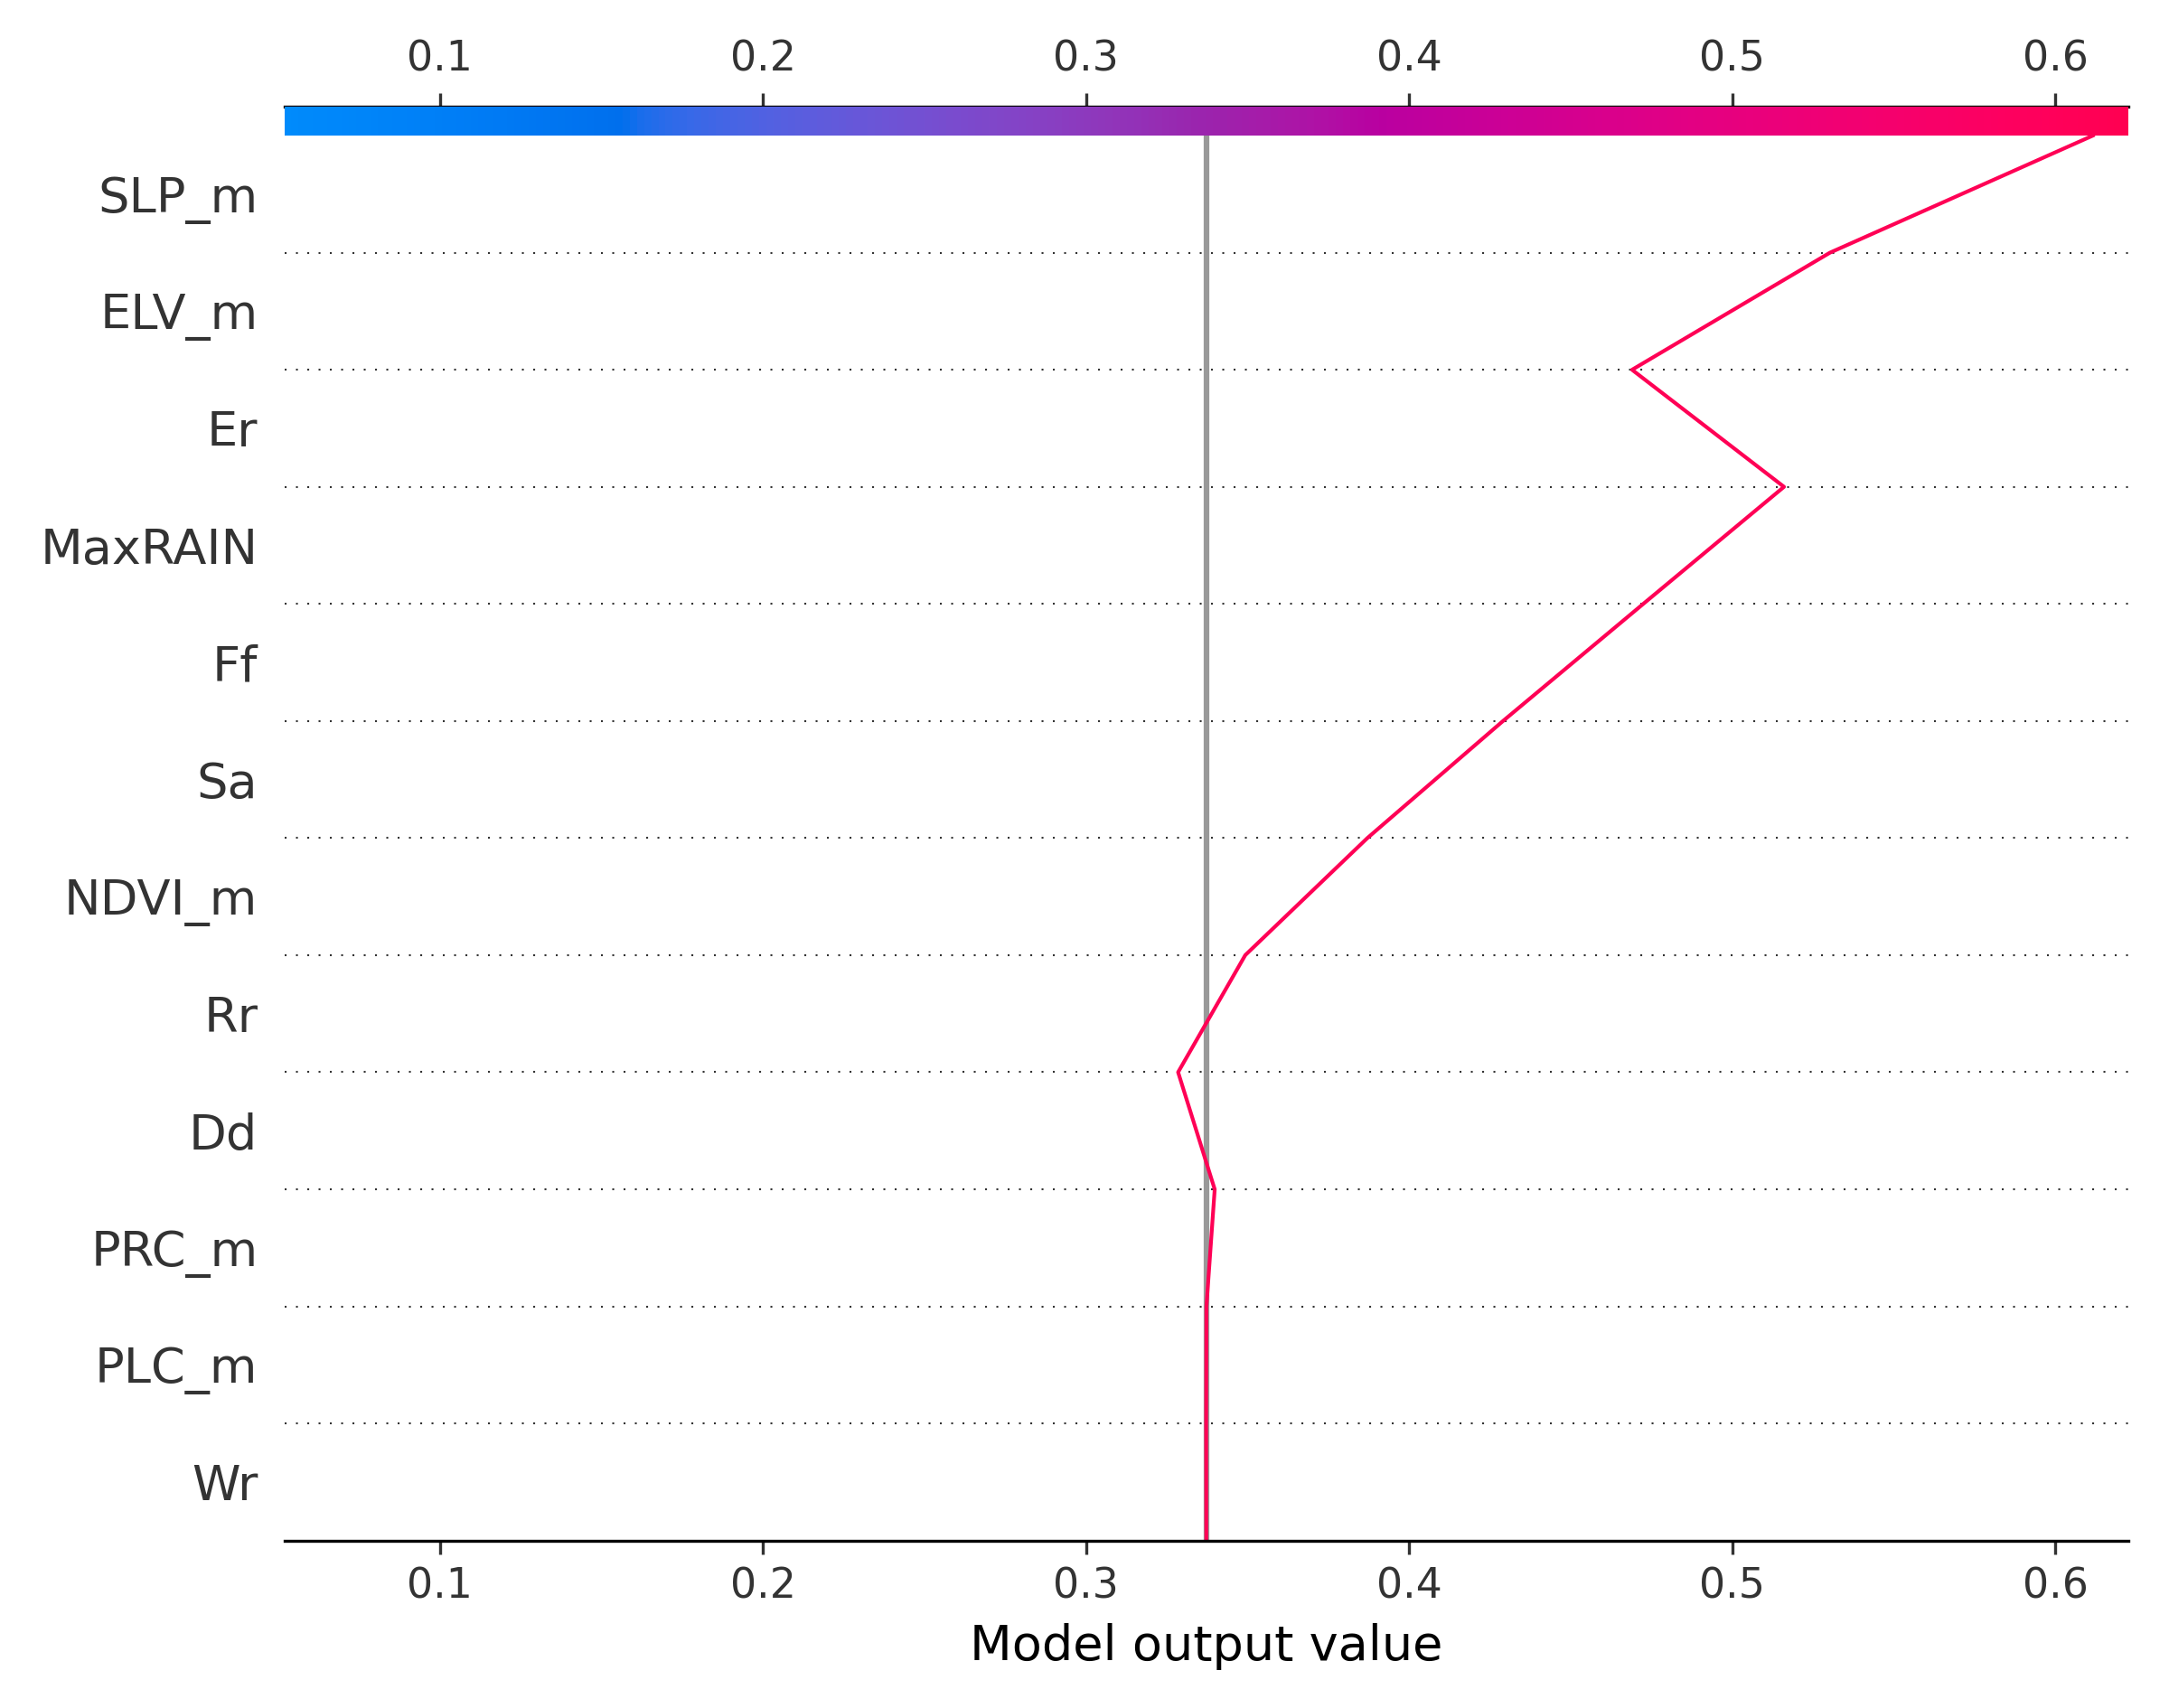 0.1 0.2 0.3 0.4 0.5 0.6
SLP_m
ELV_m
Er
MaxRAIN
Ff
Sa
NDVI_m
Rr
Dd
PRC_m
PLC_m
Wr
0.1 0.2 0.3 0.4 0.5 0.6
Model output value